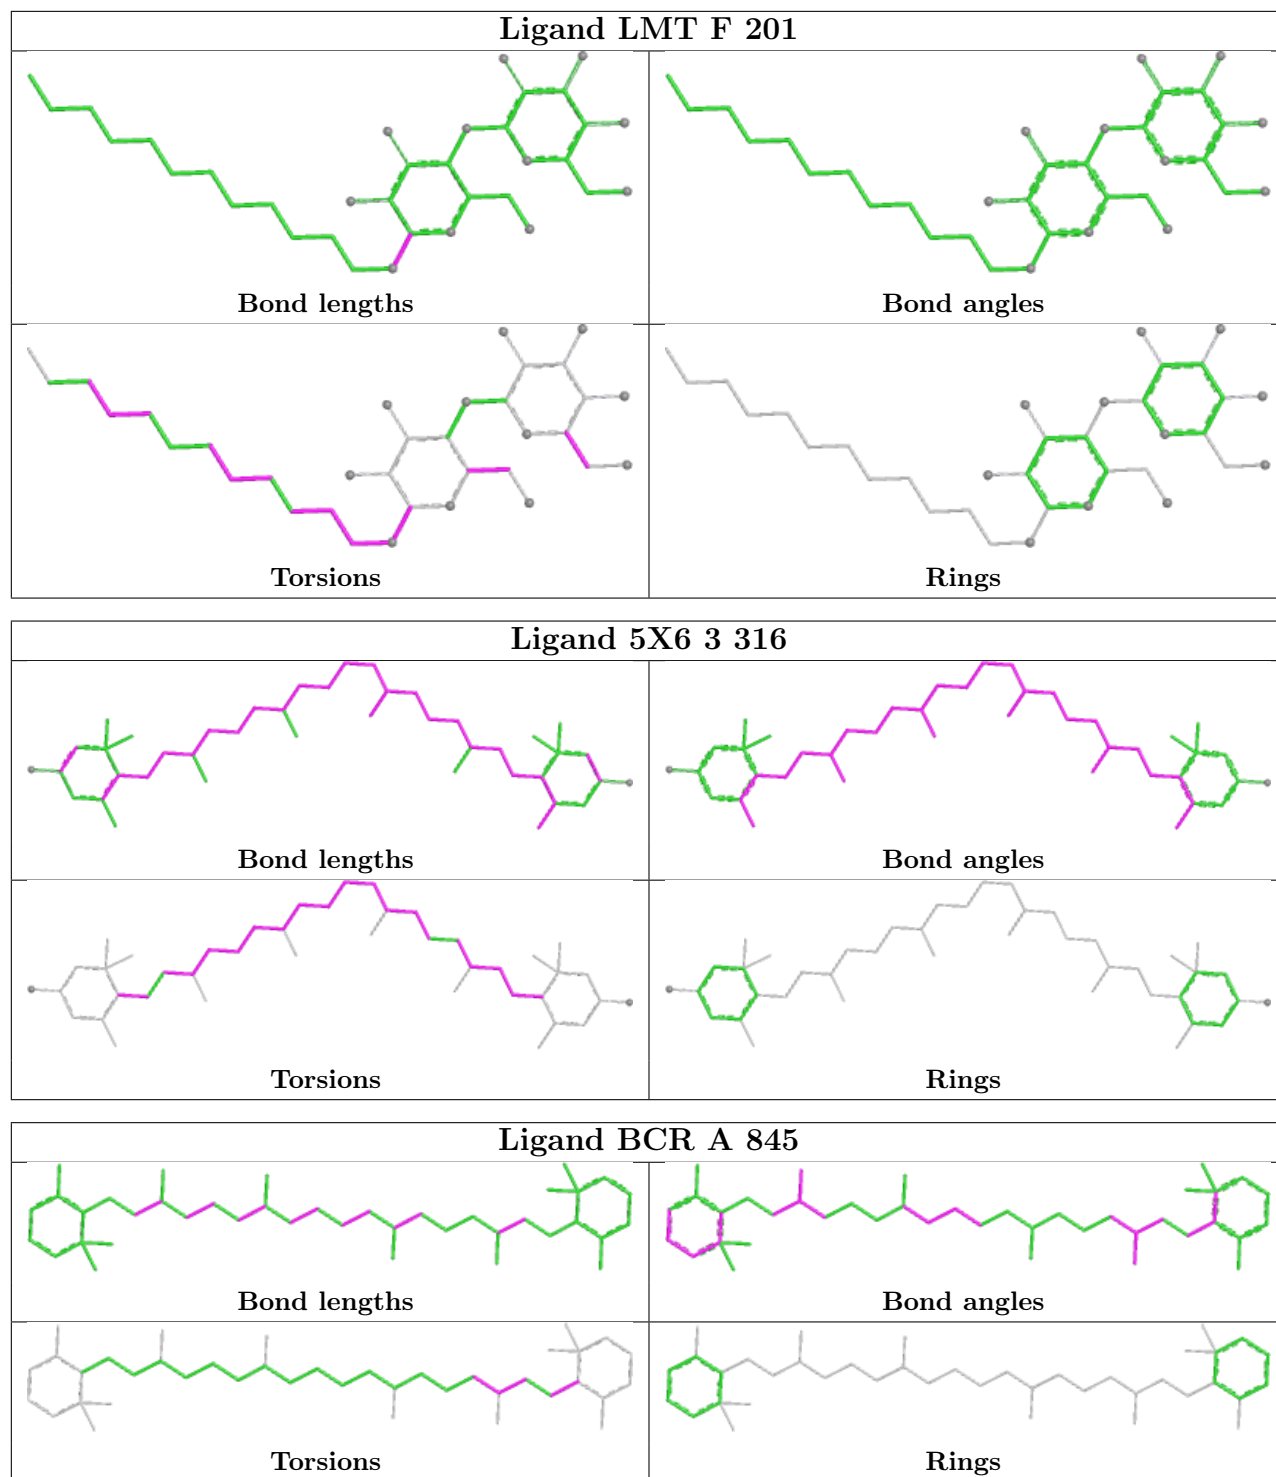 Ligand LMT F 201
Bond lengths
Bond angles
Torsions
Rings
Ligand 5X6 3 316
Bond lengths
Bond angles
Torsions
Rings
Ligand BCR A 845
Bond lengths
Bond angles
Torsions
Rings